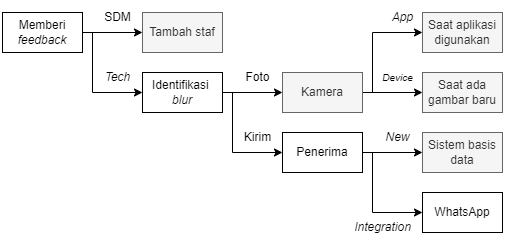 Memberi
feedback
SDM
Tambah staf
Tech
Identifikasi
blur
Foto
Kamera
App
Saat aplikasi
digunakan
Device
Saat ada
gambar baru
Kirim
Penerima
New
Sistem basis
data
Integration
WhatsApp